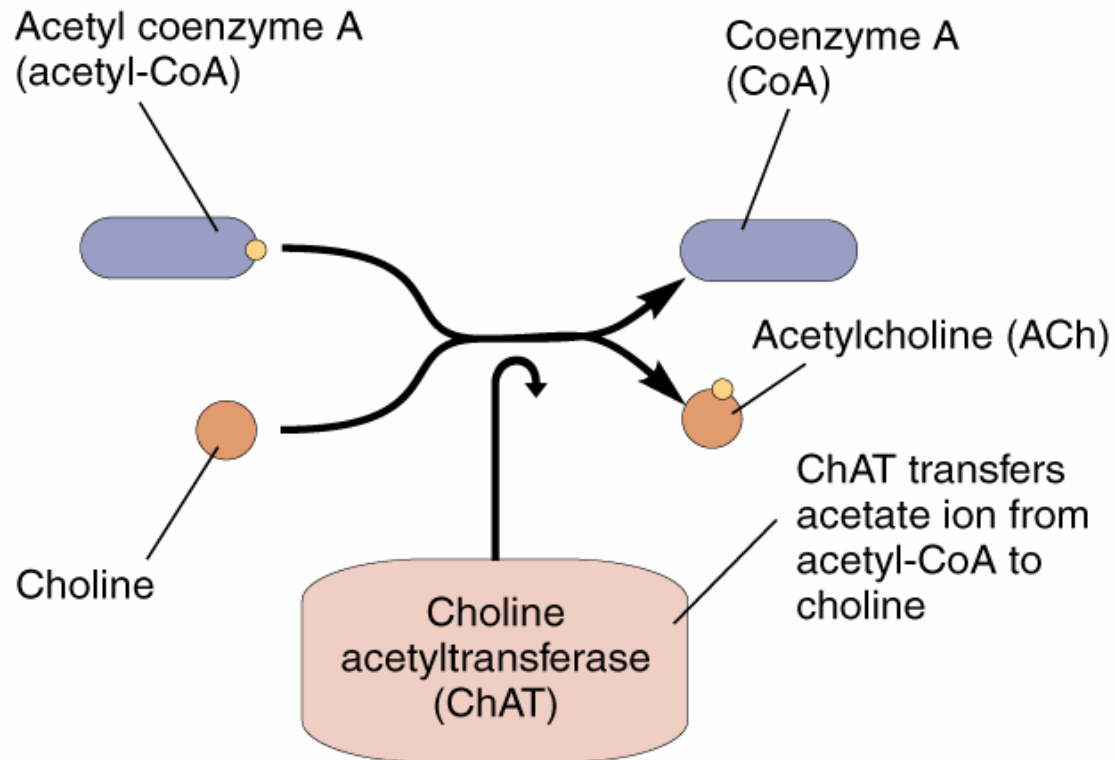 Acetyl coenzyme A
(acetyl-CoA)
Coenzyme A
(CoA)
Acetylcholine (ACh)
ChAT transfers
acetate ion from
acetyl-CoA to
choline
Choline
Choline
acetyltransferase
(ChAT)